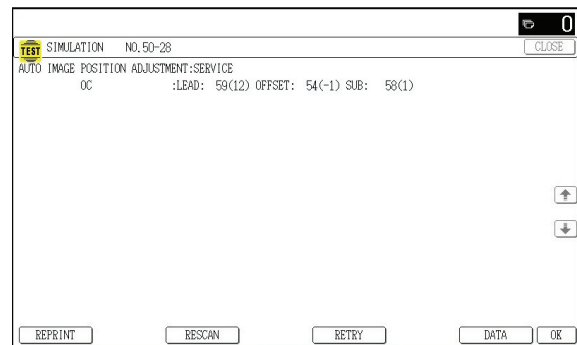 0
TEST SIMULATION NO.50-28 CLOSE
AUTO IMAGE POSITION ADJUSTMENT:SERVICE
OC :LEAD: 59(12) OFFSET: 54(-1) SUB: 58(1)
REPRINT RESCAN RETRY DATA OK